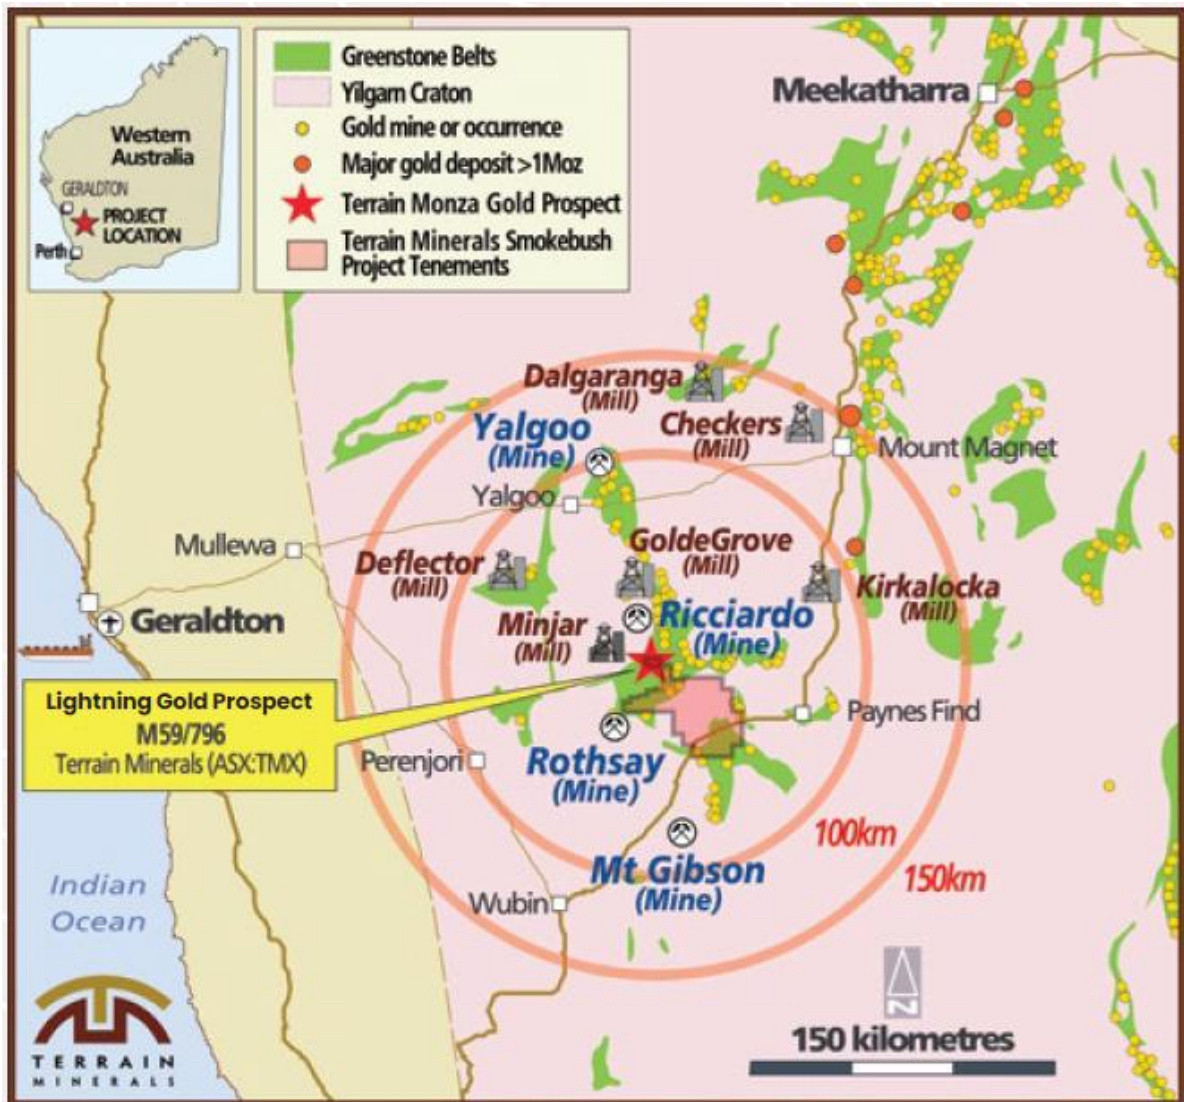 Western
Australia
GERALDTON
PROJECT
LOCATION
Perth
Greenstone Belts
Yilgarn Craton
Gold mine or occurrence
Major gold deposit >1Moz
Terrain Monza Gold Prospect
Terrain Minerals Smokebush
Project Tenements
Meekatharra
Dalgaranga
(Mill)
Checkers
(Mill)
Yalgoo
(Mine)
Mount Magnet
Yalgoo
Mullewa
Deflector
(Mill)
GoldeGrove
(Mill)
Kirkalocka
(Mill)
Geraldton
Minjar
(Mill)
Ricciardo
(Mine)
Lightning Gold Prospect
M59/796
Terrain Minerals (ASX:TMX)
Paynes Find
Perenjori
Rothsay
(Mine)
100km
150km
Mt Gibson
(Mine)
Indian
Ocean
Wubin
N
150 kilometres
TERRAIN
MINERALS